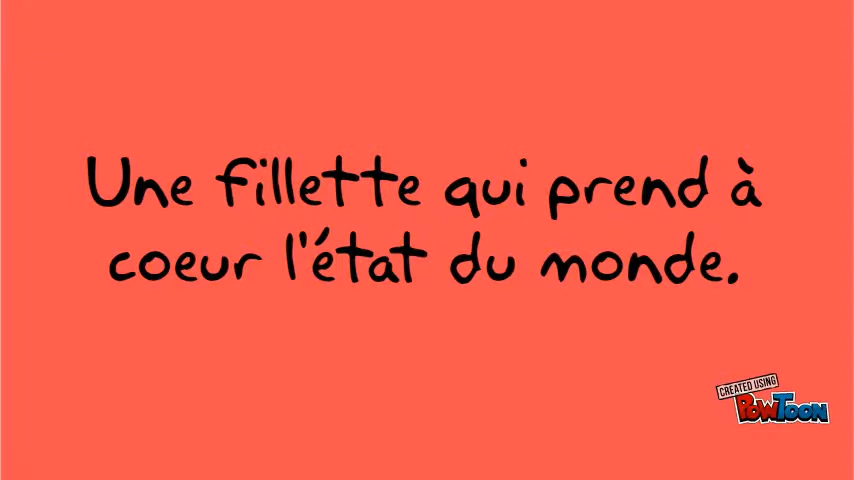 Une fillette qui prend à
coeur l'état du monde.
CREATED USING
POWTOON